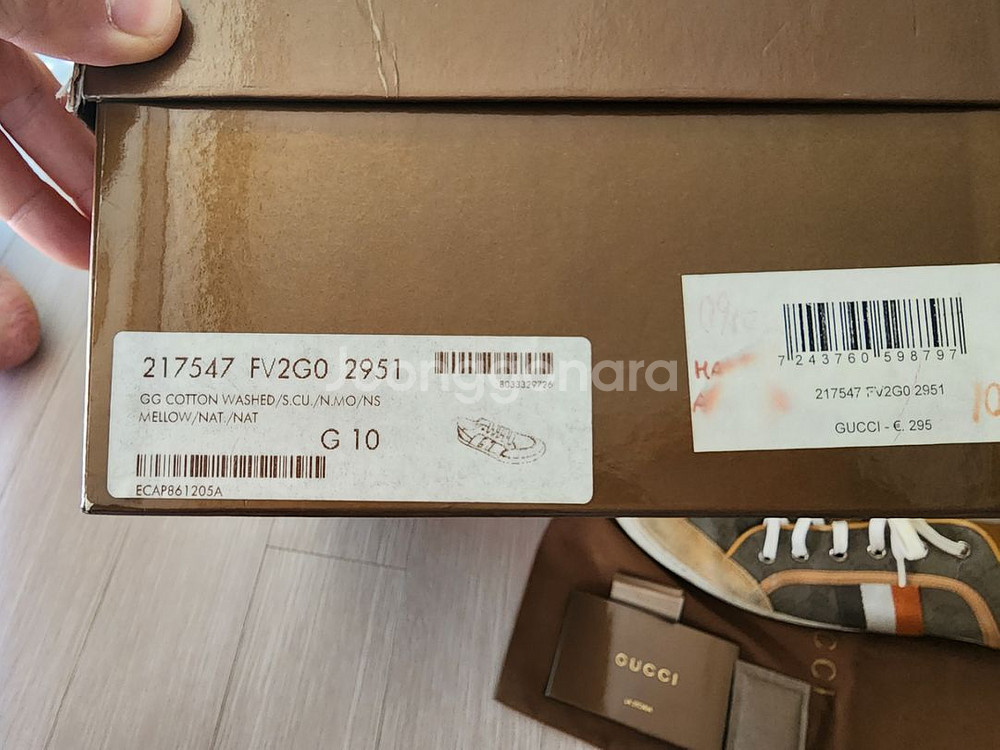 217547 FV2G0 2951
8033329726
GG COTTON WASHED/S.CU./N.MO/NS
MELLOW/NAT./NAT
G 10
ECAP861205A
7 243760 598797
217547 FV2G0 2951
GUCCI - €. 295
10
Joonggonara
GUCCI